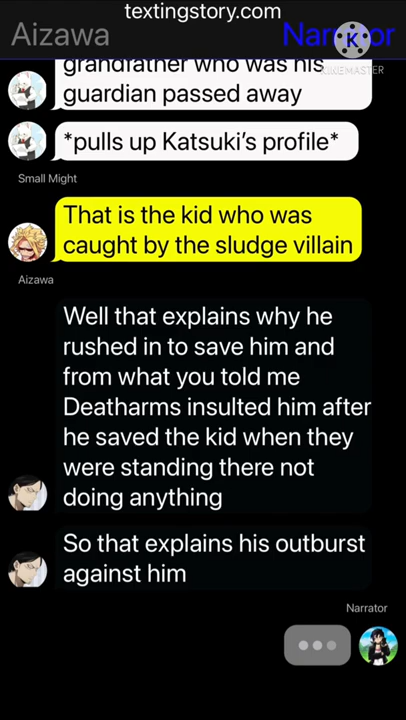 textingstory.com
Aizawa
Narrator
K
KINEMASTER
grandfather who was his
guardian passed away
*pulls up Katsuki’s profile*
Small Might
That is the kid who was
caught by the sludge villain
Aizawa
Well that explains why he
rushed in to save him and
from what you told me
Deatharms insulted him after
he saved the kid when they
were standing there not
doing anything
So that explains his outburst
against him
Narrator